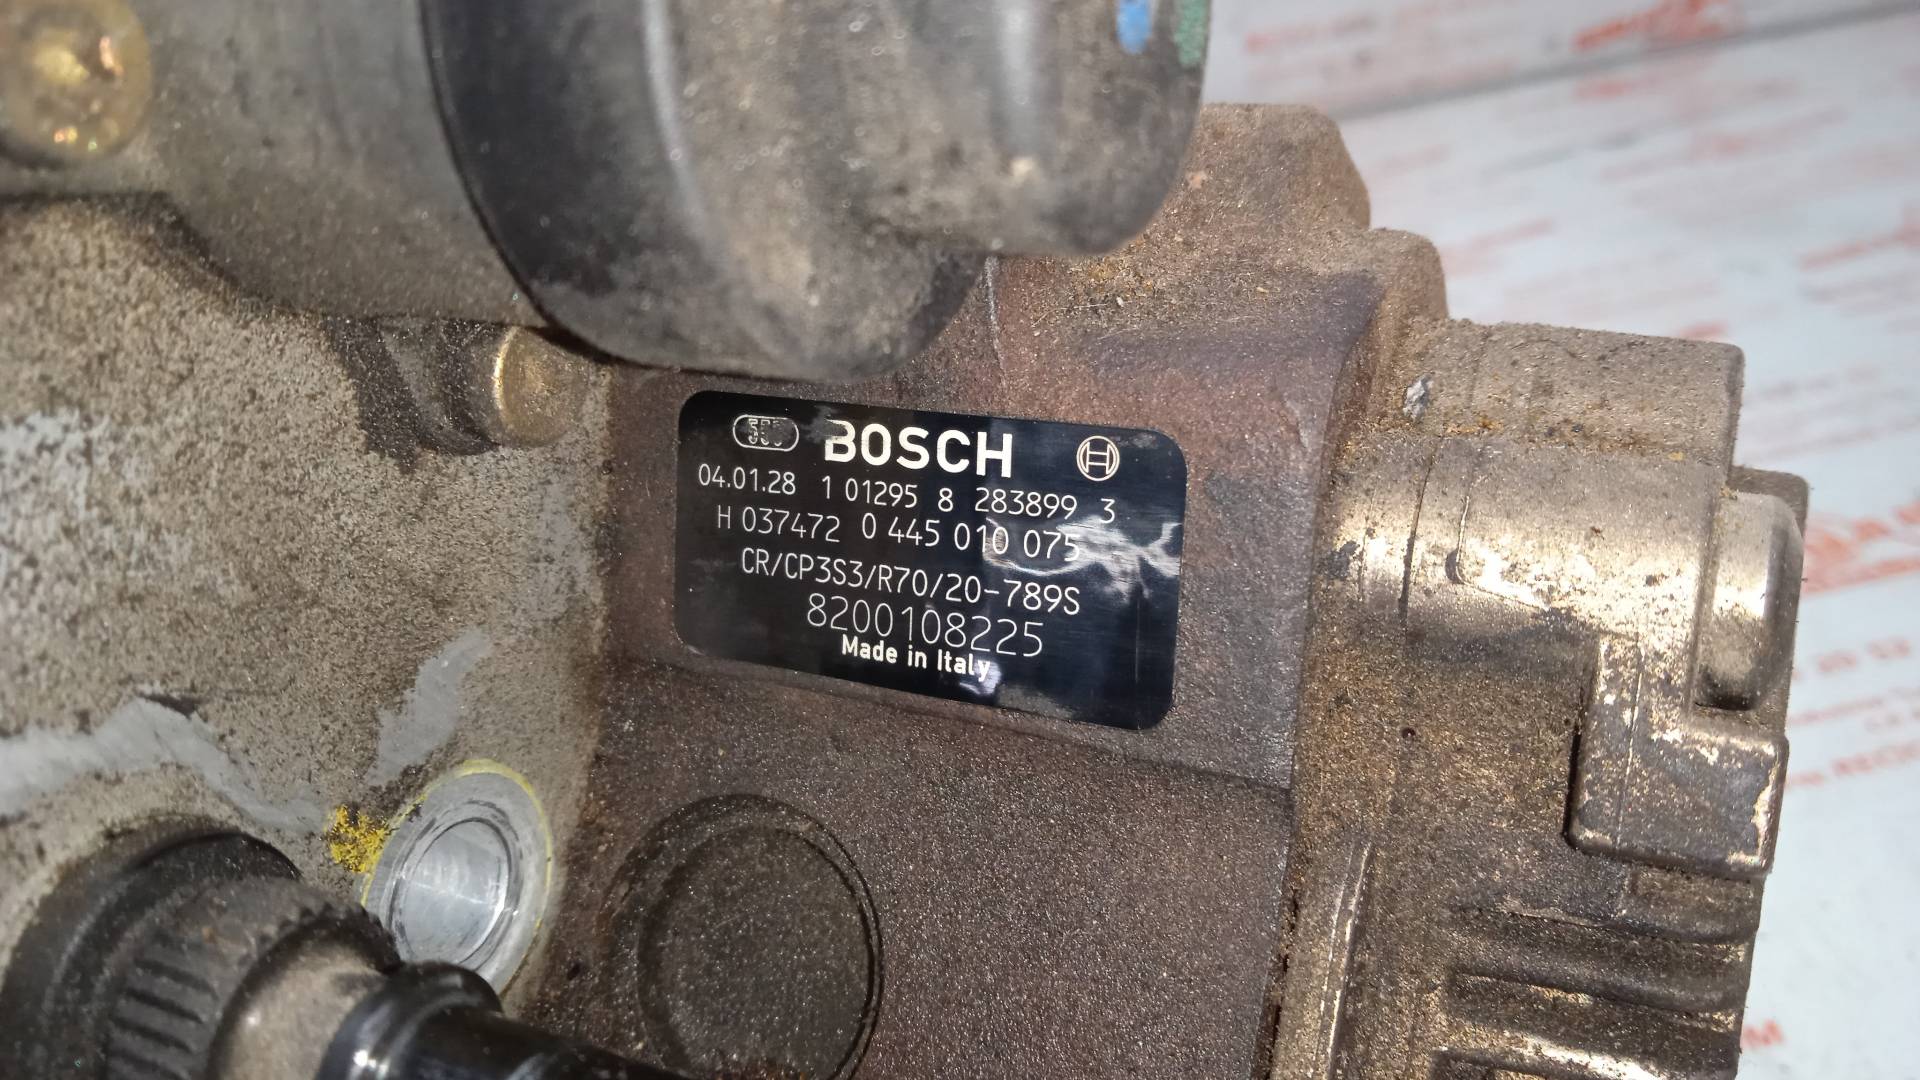 BOSCH
04.01.28 1 01295 8 283899 3
H 037472 0 445 010 075
CR/CP3S3/R70/20-789S
8200108225
Made in Italy